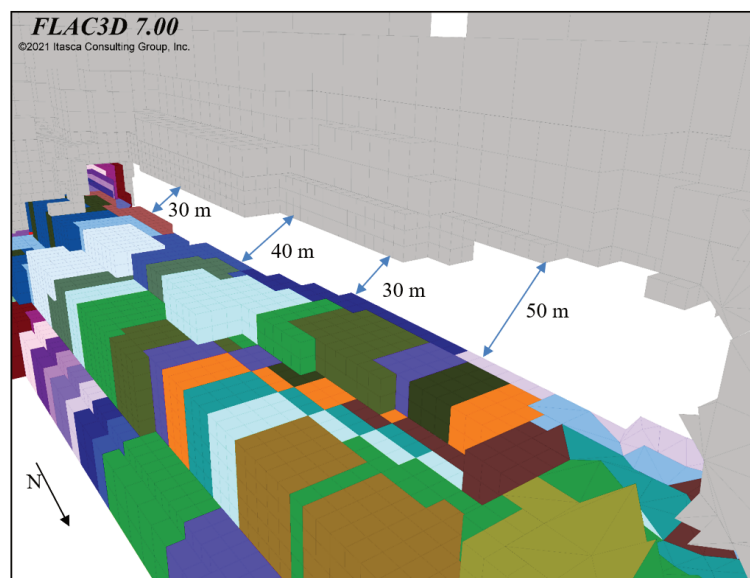 FLAC3D 7.00
©2021 Itasca Consulting Group, Inc.
30 m
40 m
30 m
50 m
N